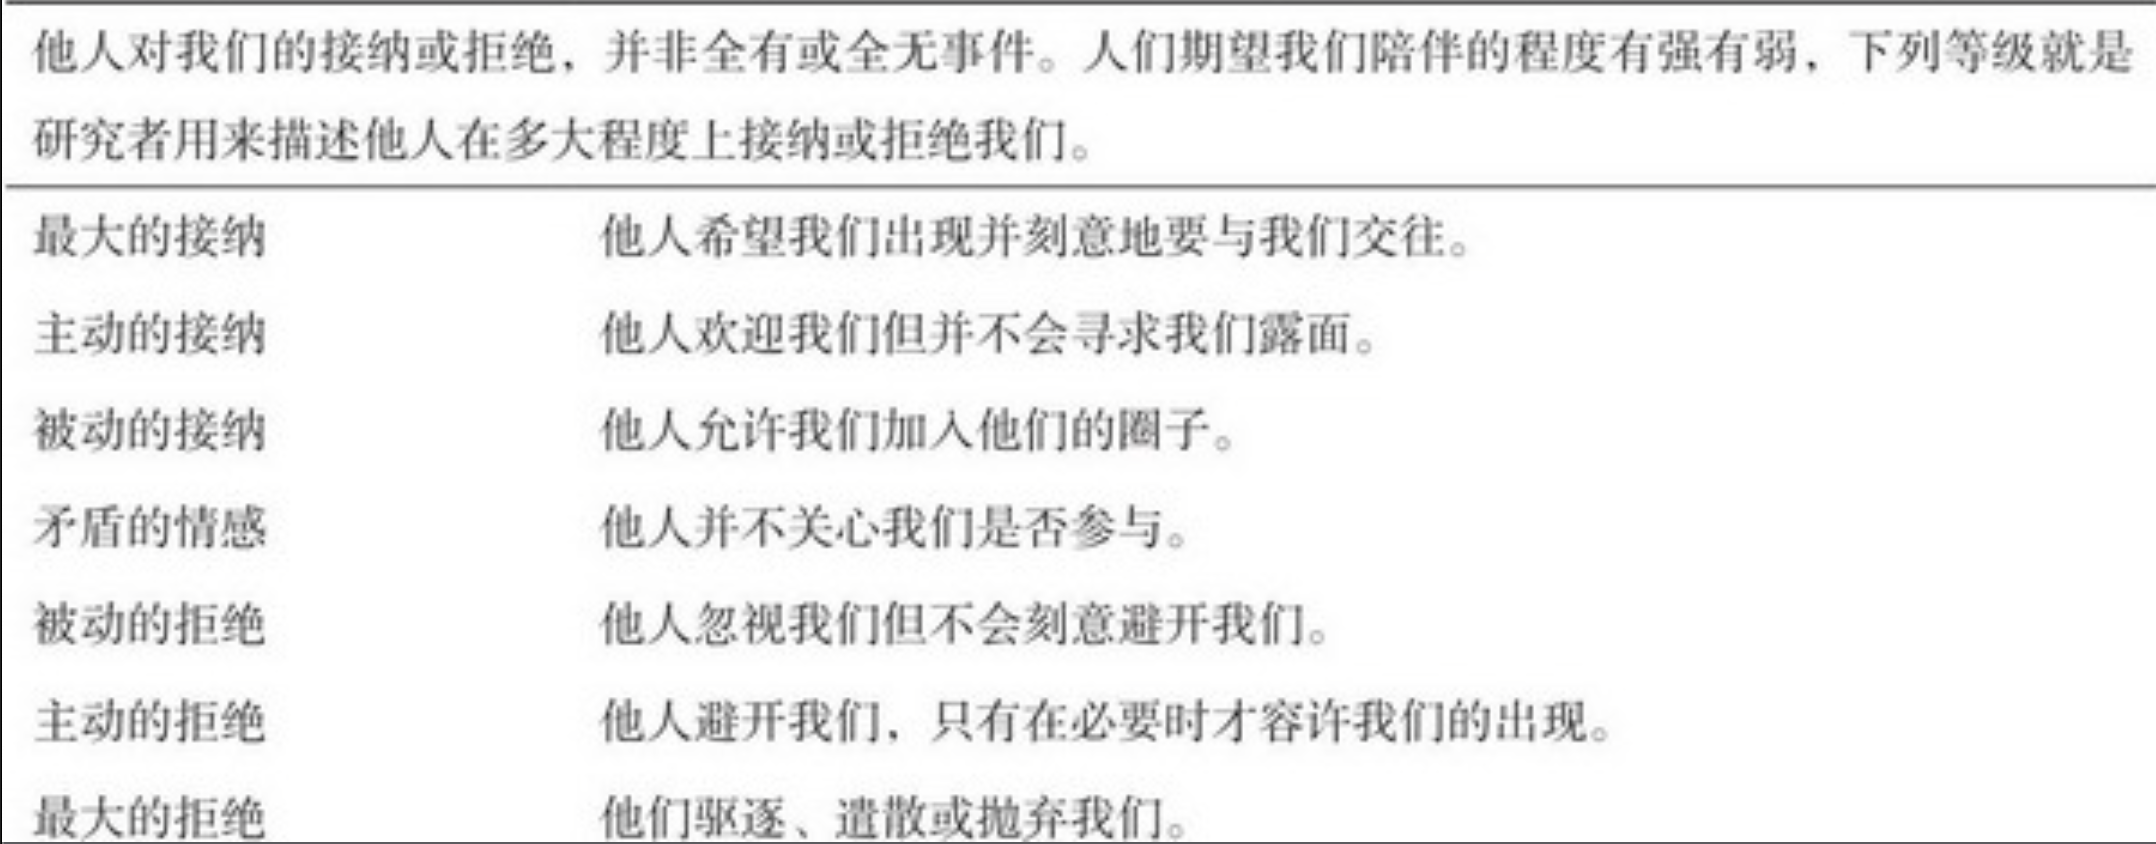 他人对我们的接纳或拒绝，并非全有或全无事件。人们期望我们陪伴的程度有强有弱，下列等级就是
研究者用来描述他人在多大程度上接纳或拒绝我们。
最大的接纳 他人希望我们出现并刻意地要与我们交往。
主动的接纳 他人欢迎我们但并不会寻求我们露面。
被动的接纳 他人允许我们加入他们的圈子。
矛盾的情感 他人并不关心我们是否参与。
被动的拒绝 他人忽视我们但不会刻意避开我们。
主动的拒绝 他人避开我们，只有在必要时才容许我们的出现。
最大的拒绝 他们驱逐、遣散或抛弃我们。